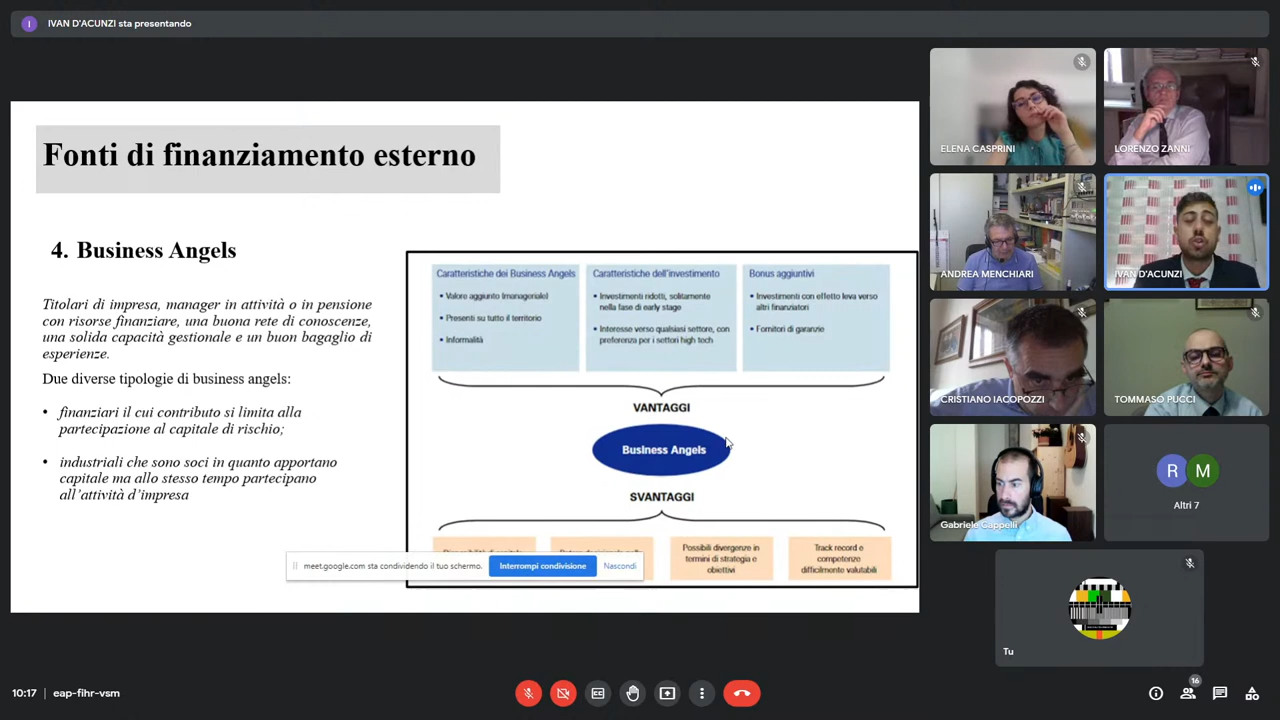 I
IVAN D'ACUNZI sta presentando
Fonti di finanziamento esterno
4. Business Angels
Titolari di impresa, manager in attività o in pensione
con risorse finanziare, una buona rete di conoscenze,
una solida capacità gestionale e un buon bagaglio di
esperienze.
Due diverse tipologie di business angels:
• finanziari il cui contributo si limita alla
partecipazione al capitale di rischio;
• industriali che sono soci in quanto apportano
capitale ma allo stesso tempo partecipano
all'attività d'impresa
Caratteristiche dei Business Angels
• Valore aggiunto (manageriale)
• Presenti su tutto il territorio
• Informalità
Caratteristiche dell'investimento
• Investimenti ridotti, solitamente
nella fase di early stage
• Interesse verso qualsiasi settore, con
preferenza per i settori high tech
Bonus aggiuntivi
• Investimenti con effetto leva verso
altri finanziatori
• Fornitori di garanzie
VANTAGGI
Business Angels
SVANTAGGI
Possibili divergenze in
termini di strategia e
obiettivi
Track record e
competenze
difficilmente valutabili
meet.google.com sta condividendo il tuo schermo.
Interrompi condivisione
Nascondi
ELENA CASPRINI
LORENZO ZANNI
ANDREA MENCHIARI
IVAN D'ACUNZI
CRISTIANO IACOPOZZI
TOMMASO PUCCI
Gabriele Cappelli
R
M
Altri 7
Tu
10:17 | eap-fihr-vsm
16